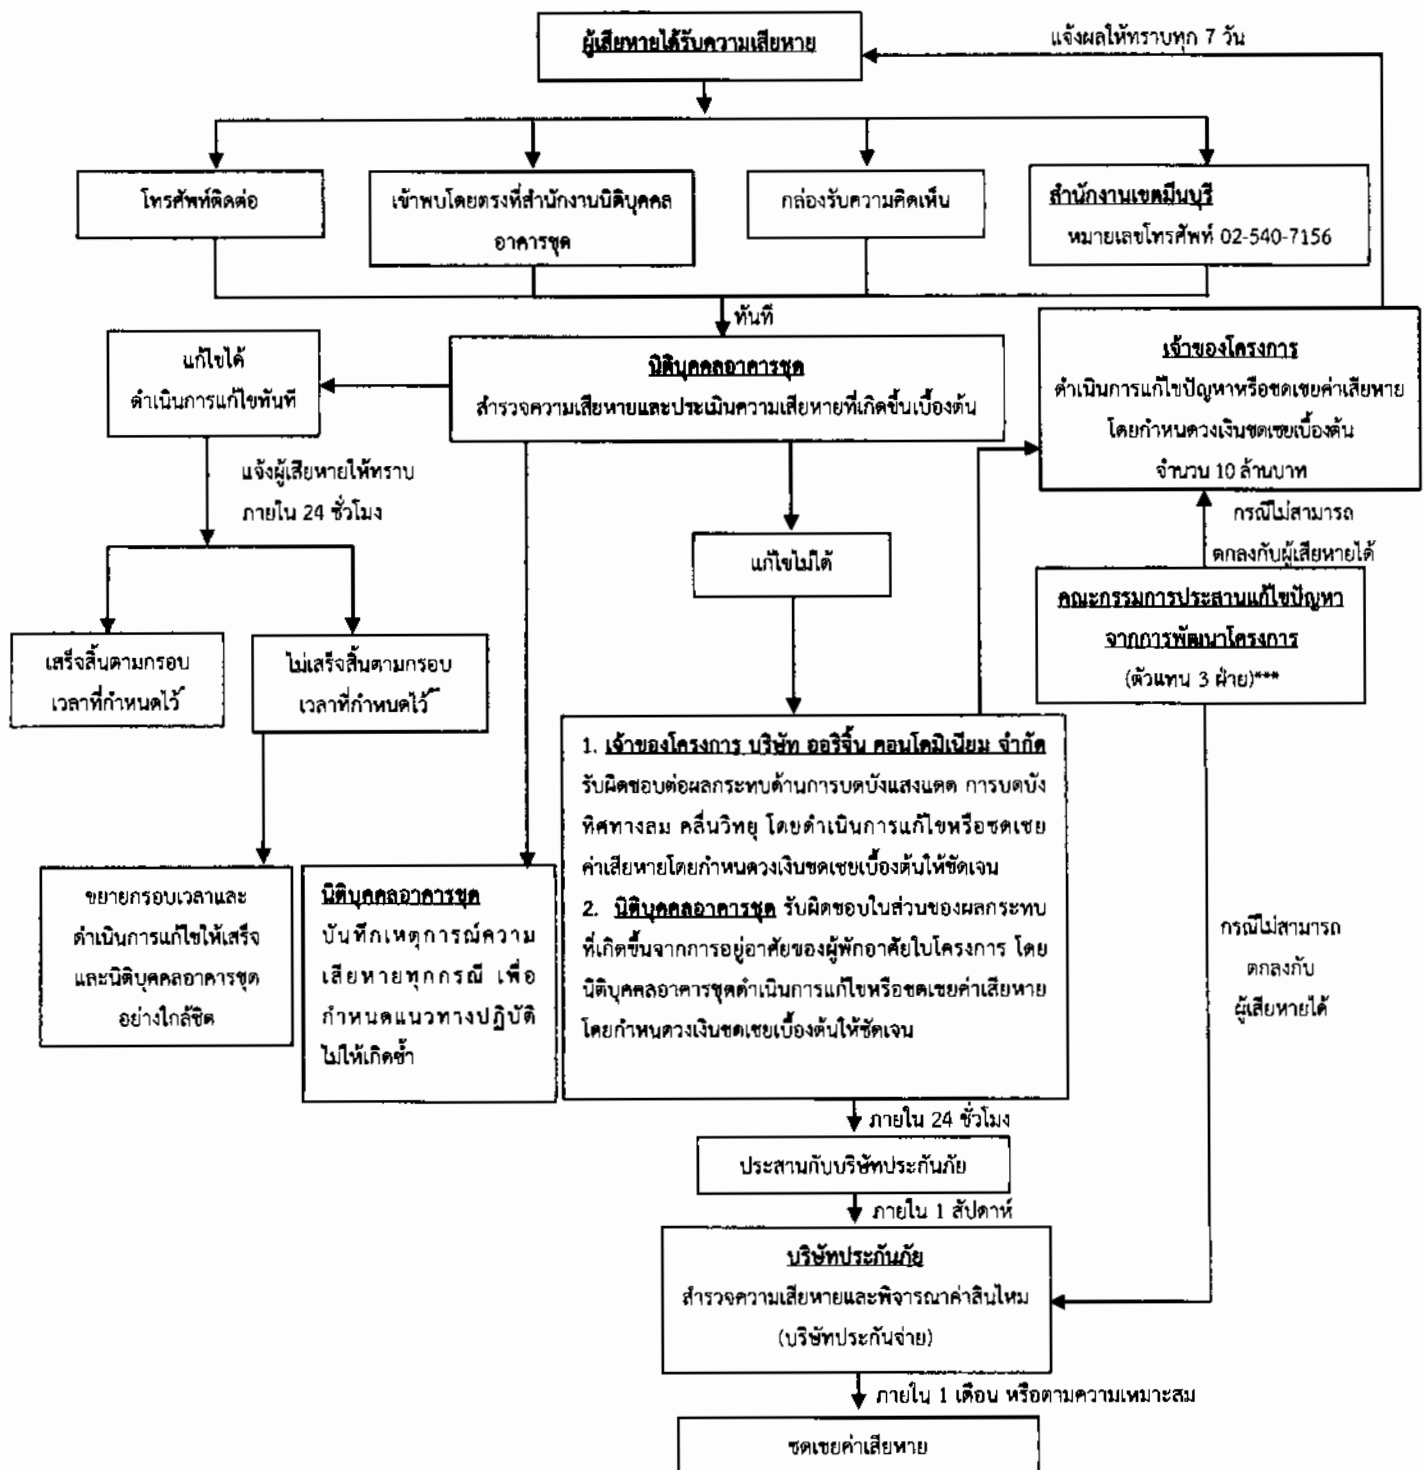 ผู้เสียหายได้รับความเสียหาย
แจ้งผลให้ทราบทุก 7 วัน
โทรศัพท์ติดต่อ
เข้าพบโดยตรงที่สำนักงานนิติบุคคล
อาคารชุด
กล่องรับความคิดเห็น
สำนักงานเขตมีนบุรี
หมายเลขโทรศัพท์ 02-540-7156
ทันที
แก้ไขได้
ดำเนินการแก้ไขทันที
นิติบุคคลอาคารชุด
สำรวจความเสียหายและประเมินความเสียหายที่เกิดขึ้นเบื้องต้น
เจ้าของโครงการ
ดำเนินการแก้ไขปัญหาหรือชดเชยค่าเสียหาย
โดยกำหนดวงเงินชดเชยเบื้องต้น
จำนวน 10 ล้านบาท
แจ้งผู้เสียหายให้ทราบ
ภายใน 24 ชั่วโมง
กรณีไม่สามารถ
ตกลงกับผู้เสียหายได้
แก้ไขไม่ได้
คณะกรรมการประสานแก้ไขปัญหา
จากการพัฒนาโครงการ
(ตัวแทน 3 ฝ่าย)***
เสร็จสิ้นตามกรอบ
เวลาที่กำหนดไว้*
ไม่เสร็จสิ้นตามกรอบ
เวลาที่กำหนดไว้**
1. เจ้าของโครงการ บริษัท ออริจิ้น คอนโดมิเนียม จำกัด
รับผิดชอบต่อผลกระทบด้านการบดบังแสงแดด การบดบัง
ทิศทางลม คลื่นวิทยุ โดยดำเนินการแก้ไขหรือชดเชย
ค่าเสียหายโดยกำหนดวงเงินชดเชยเบื้องต้นให้ชัดเจน
2. นิติบุคคลอาคารชุด รับผิดชอบในส่วนของผลกระทบ
ที่เกิดขึ้นจากการอยู่อาศัยของผู้พักอาศัยในโครงการ โดย
นิติบุคคลอาคารชุดดำเนินการแก้ไขหรือชดเชยค่าเสียหาย
โดยกำหนดวงเงินชดเชยเบื้องต้นให้ชัดเจน
ขยายกรอบเวลาและ
ดำเนินการแก้ไขให้เสร็จ
และนิติบุคคลอาคารชุด
อย่างใกล้ชิด
นิติบุคคลอาคารชุด
บันทึกเหตุการณ์ความ
เสียหายทุกกรณี เพื่อ
กำหนดแนวทางปฏิบัติ
ไม่ให้เกิดซ้ำ
กรณีไม่สามารถ
ตกลงกับ
ผู้เสียหายได้
ภายใน 24 ชั่วโมง
ประสานกับบริษัทประกันภัย
ภายใน 1 สัปดาห์
บริษัทประกันภัย
สำรวจความเสียหายและพิจารณาค่าสินไหม
(บริษัทประกันจ่าย)
ภายใน 1 เดือน หรือตามความเหมาะสม
ชดเชยค่าเสียหาย